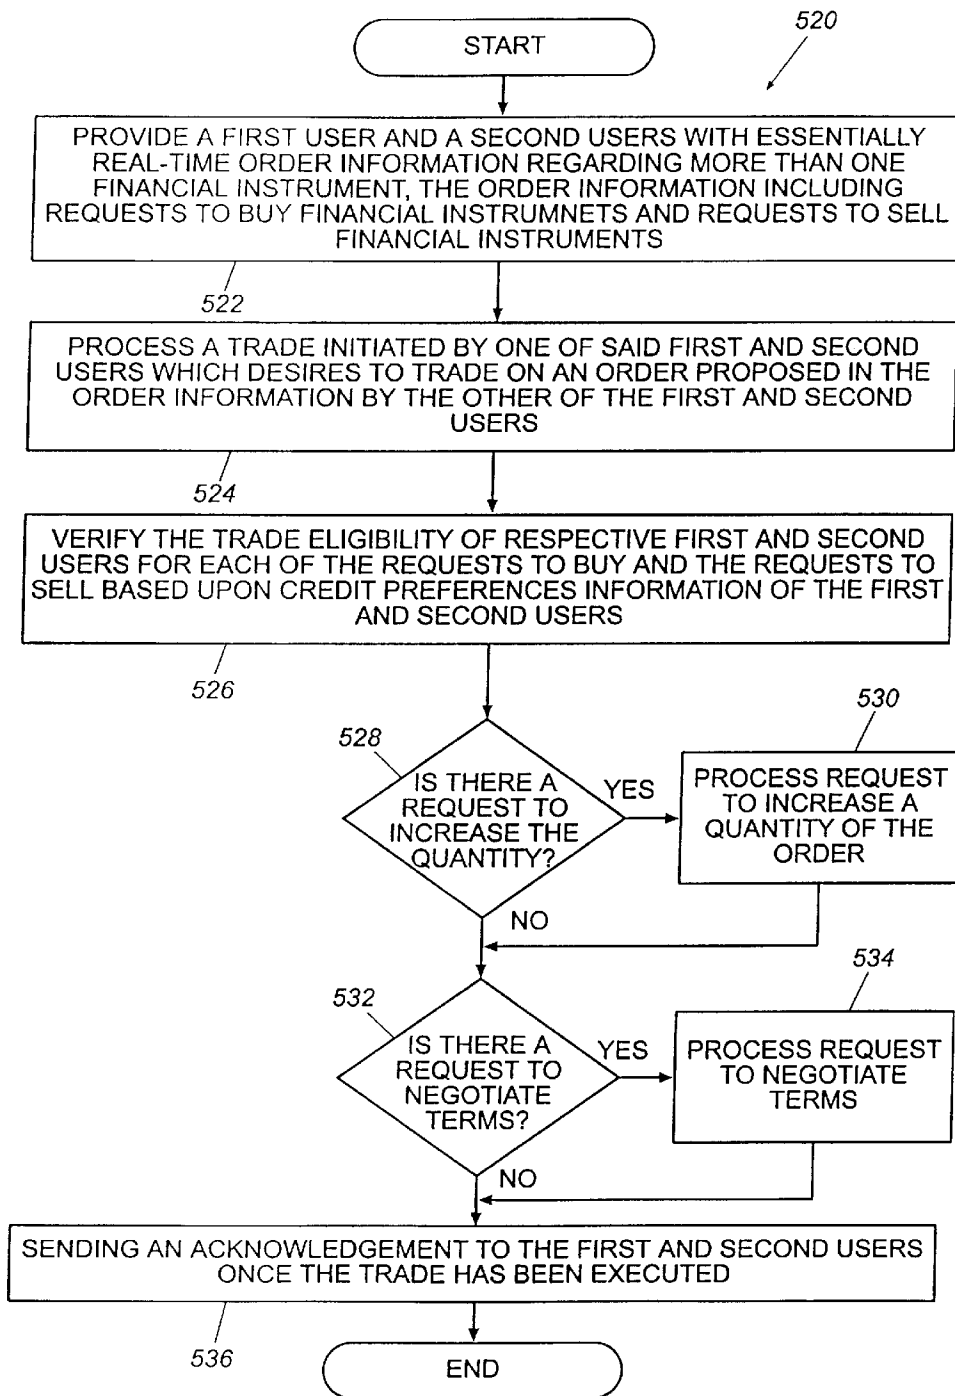 START
520
PROVIDE A FIRST USER AND A SECOND USERS WITH ESSENTIALLY
REAL-TIME ORDER INFORMATION REGARDING MORE THAN ONE
FINANCIAL INSTRUMENT, THE ORDER INFORMATION INCLUDING
REQUESTS TO BUY FINANCIAL INSTRUMNETS AND REQUESTS TO SELL
FINANCIAL INSTRUMENTS
522
PROCESS A TRADE INITIATED BY ONE OF SAID FIRST AND SECOND
USERS WHICH DESIRES TO TRADE ON AN ORDER PROPOSED IN THE
ORDER INFORMATION BY THE OTHER OF THE FIRST AND SECOND
USERS
524
VERIFY THE TRADE ELIGIBILITY OF RESPECTIVE FIRST AND SECOND
USERS FOR EACH OF THE REQUESTS TO BUY AND THE REQUESTS TO
SELL BASED UPON CREDIT PREFERENCES INFORMATION OF THE FIRST
AND SECOND USERS
526
528
IS THERE A
REQUEST TO
INCREASE THE
QUANTITY?
YES
530
PROCESS REQUEST
TO INCREASE A
QUANTITY OF THE
ORDER
NO
532
IS THERE A
REQUEST TO
NEGOTIATE
TERMS?
YES
534
PROCESS REQUEST
TO NEGOTIATE
TERMS
NO
SENDING AN ACKNOWLEDGEMENT TO THE FIRST AND SECOND USERS
ONCE THE TRADE HAS BEEN EXECUTED
536
END